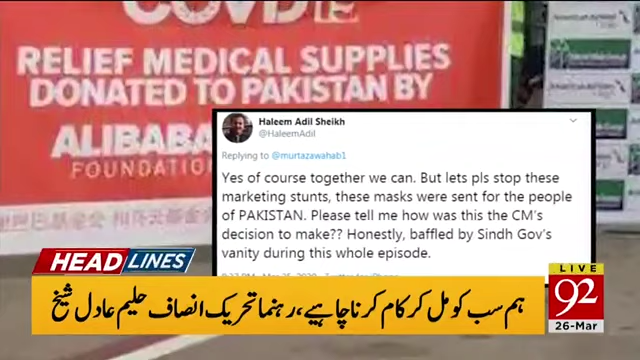 COVID 19
RELIEF MEDICAL SUPPLIES
DONATED TO PAKISTAN BY
ALIBABA
FOUNDATION
Haleem Adil Sheikh
@HaleemAdil
Replying to @murtazawahab1
Yes of course together we can. But lets pls stop these
marketing stunts, these masks were sent for the people
of PAKISTAN. Please tell me how was this the CM's
decision to make?? Honestly, baffled by Sindh Gov's
vanity during this whole episode.
HEADLINES
ہم سب کو مل کر کام کرنا چاہیے، رہنما تحریک انصاف حلیم عادل شیخ
LIVE
92
26-Mar